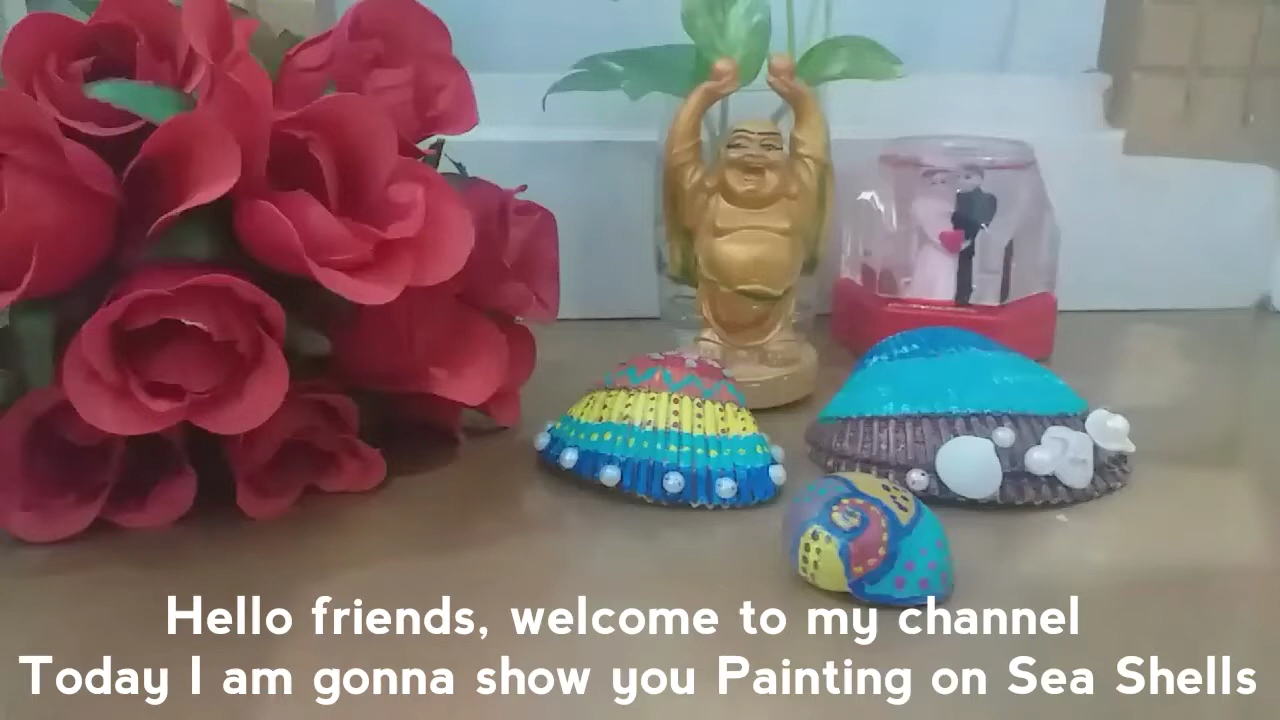 Hello friends, welcome to my channel
Today I am gonna show you Painting on Sea Shells